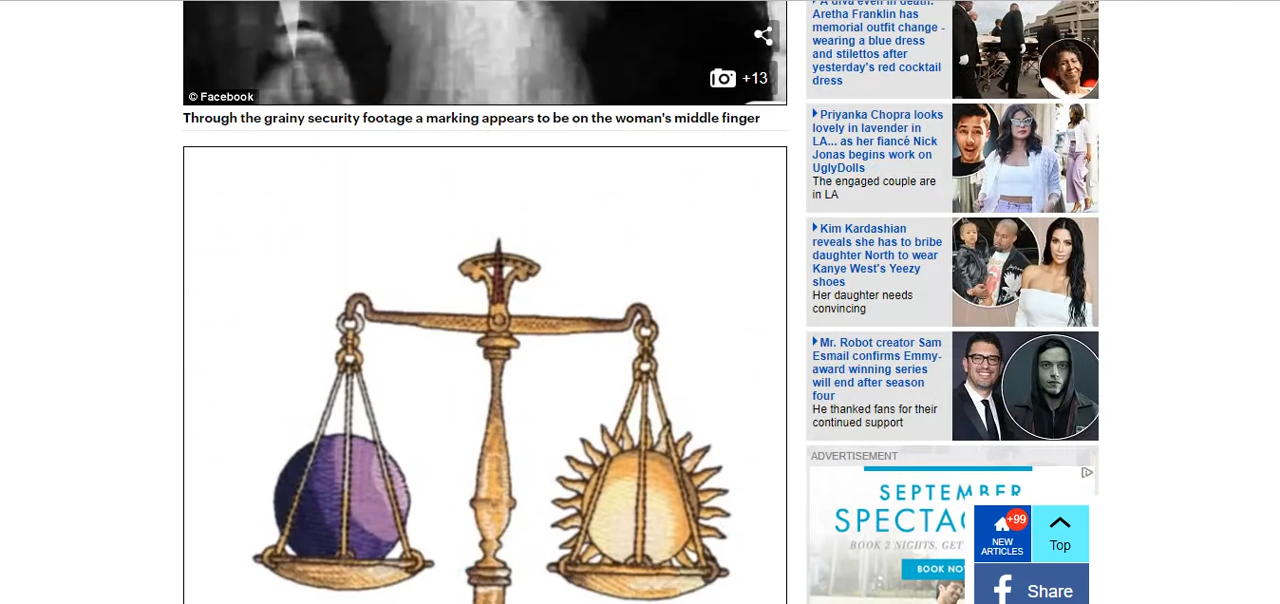 +13
© Facebook
Through the grainy security footage a marking appears to be on the woman's middle finger
A diva even in death:
Aretha Franklin has
memorial outfit change -
wearing a blue dress
and stilettos after
yesterday's red cocktail
dress
Priyanka Chopra looks
lovely in lavender in
LA... as her fiancé Nick
Jonas begins work on
UglyDolls
The engaged couple are
in LA
Kim Kardashian
reveals she has to bribe
daughter North to wear
Kanye West's Yeezy
shoes
Her daughter needs
convincing
Mr. Robot creator Sam
Esmail confirms Emmy-
award winning series
will end after season
four
He thanked fans for their
continued support
ADVERTISEMENT
SEPTEMBER
SPECTAC
BOOK 2 NIGHTS, GET
BOOK NO
+99
NEW
ARTICLES
Top
Share